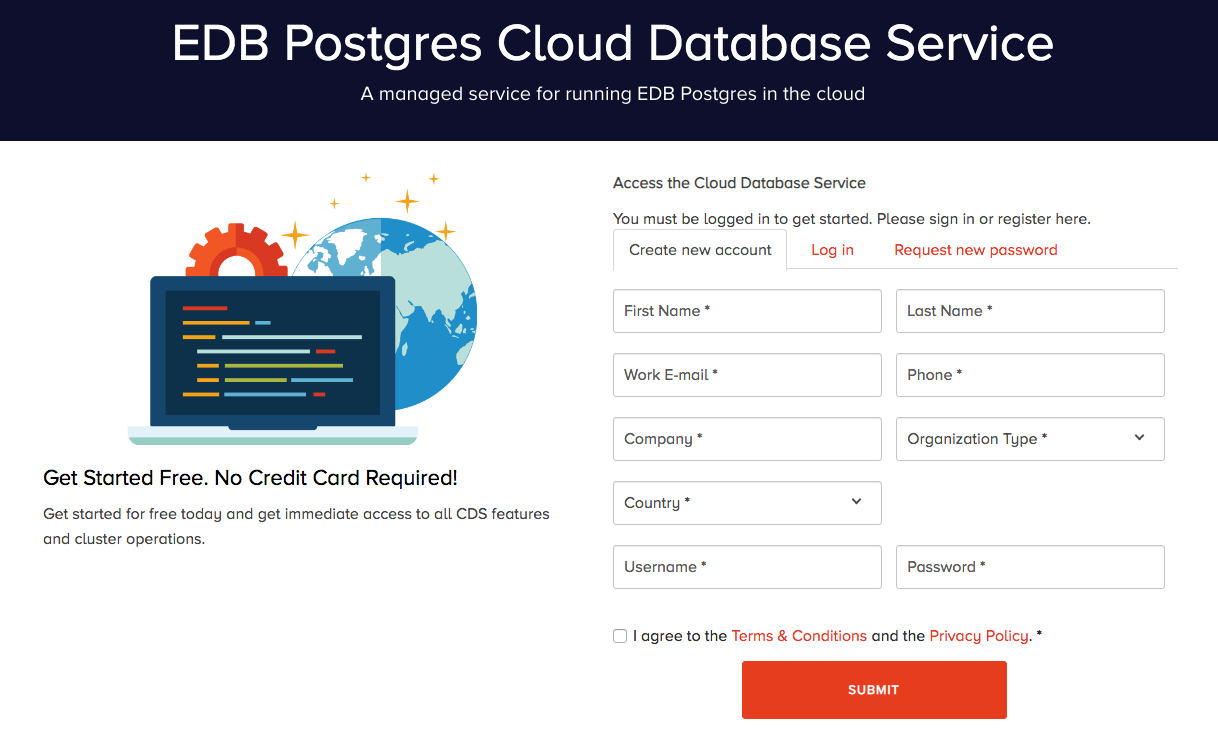 EDB Postgres Cloud Database Service
A managed service for running EDB Postgres in the cloud
Get Started Free. No Credit Card Required!
Get started for free today and get immediate access to all CDS features
and cluster operations.
Access the Cloud Database Service
You must be logged in to get started. Please sign in or register here.
Create new account Log in Request new password
First Name * Last Name *
Work E-mail * Phone *
Company * Organization Type *
Country *
Username * Password *
I agree to the Terms & Conditions and the Privacy Policy. *
SUBMIT